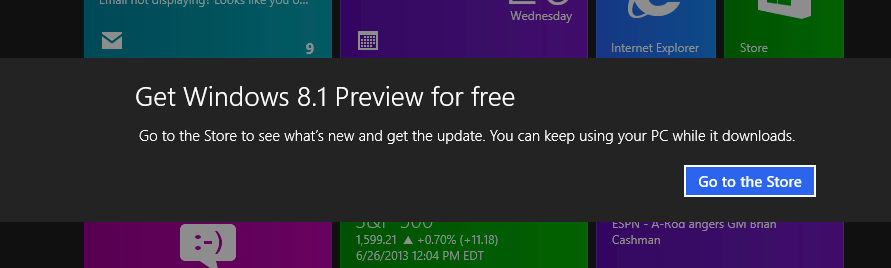 Email not displaying? Looks like you o...
Wednesday
9
Internet Explorer
Store
Get Windows 8.1 Preview for free
Go to the Store to see what's new and get the update. You can keep using your PC while it downloads.
Go to the Store
:-)
S&P 500
1,599.21 ▲ +0.70% (+11.18)
6/26/2013 12:04 PM EDT
ESPN - A-Rod angers GM Brian
Cashman